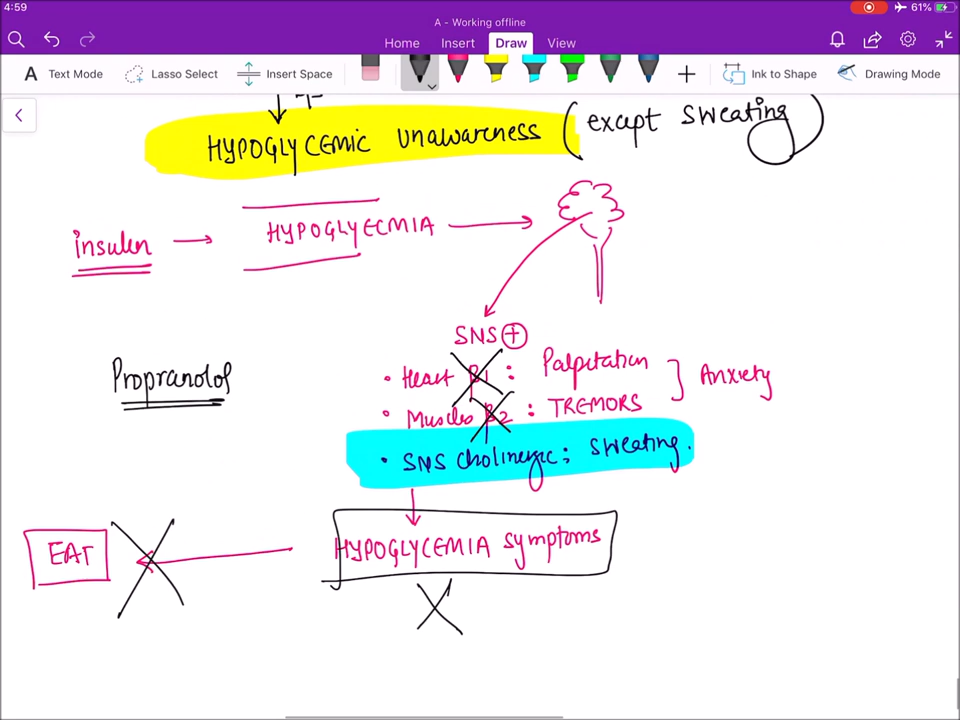 4:59
61%
A - Working offline
Home Insert Draw View
A Text Mode Lasso Select Insert Space + Ink to Shape Drawing Mode
HYPOGLYCEMIC UNAWARENESS (except sweating)
insulin → HYPOGLYECMIA →
SNS +
Propranolol
• Heart β1 : Palpitation
• Muscles β2 : TREMORS ] Anxiety
• SNS cholinergic ; sweating.
EAT ← HYPOGLYCEMIA symptoms
X